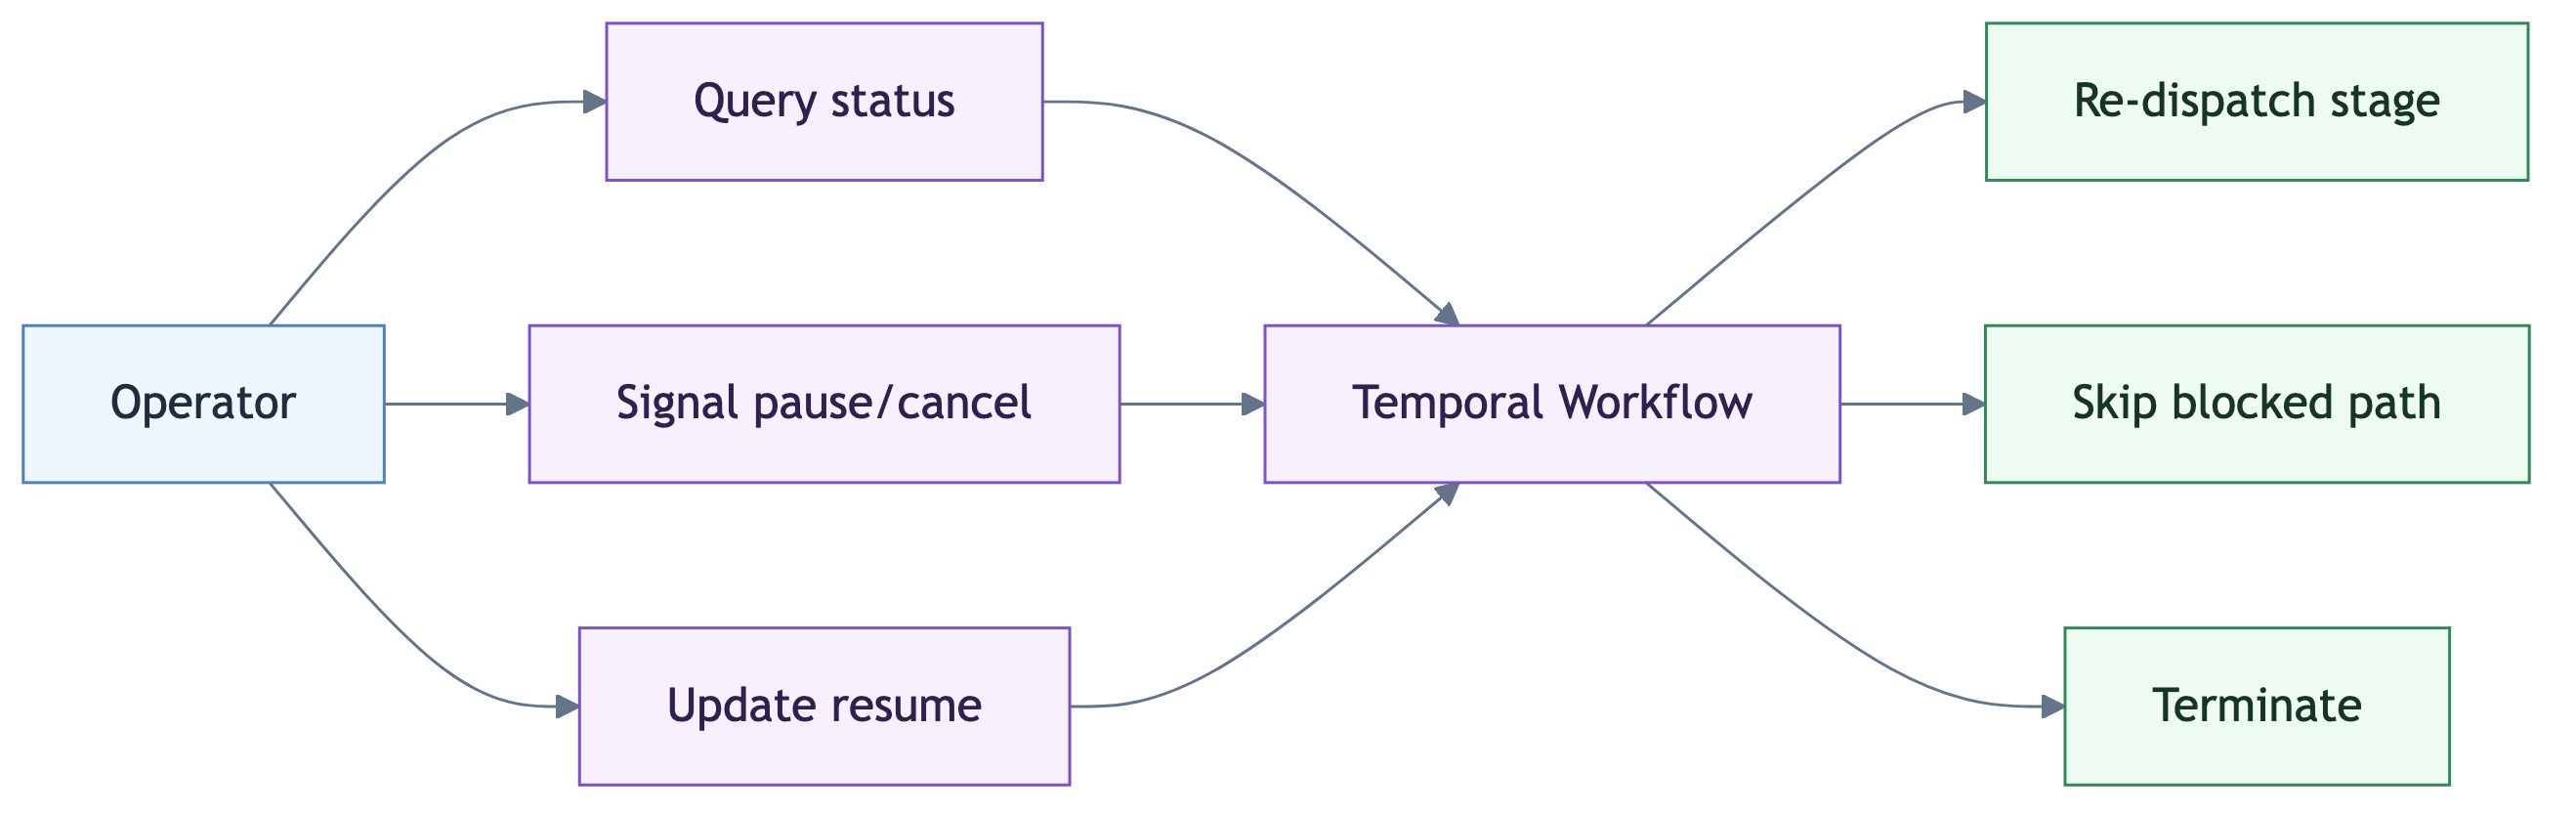 Operator
Query status
Signal pause/cancel
Update resume
Temporal Workflow
Re-dispatch stage
Skip blocked path
Terminate